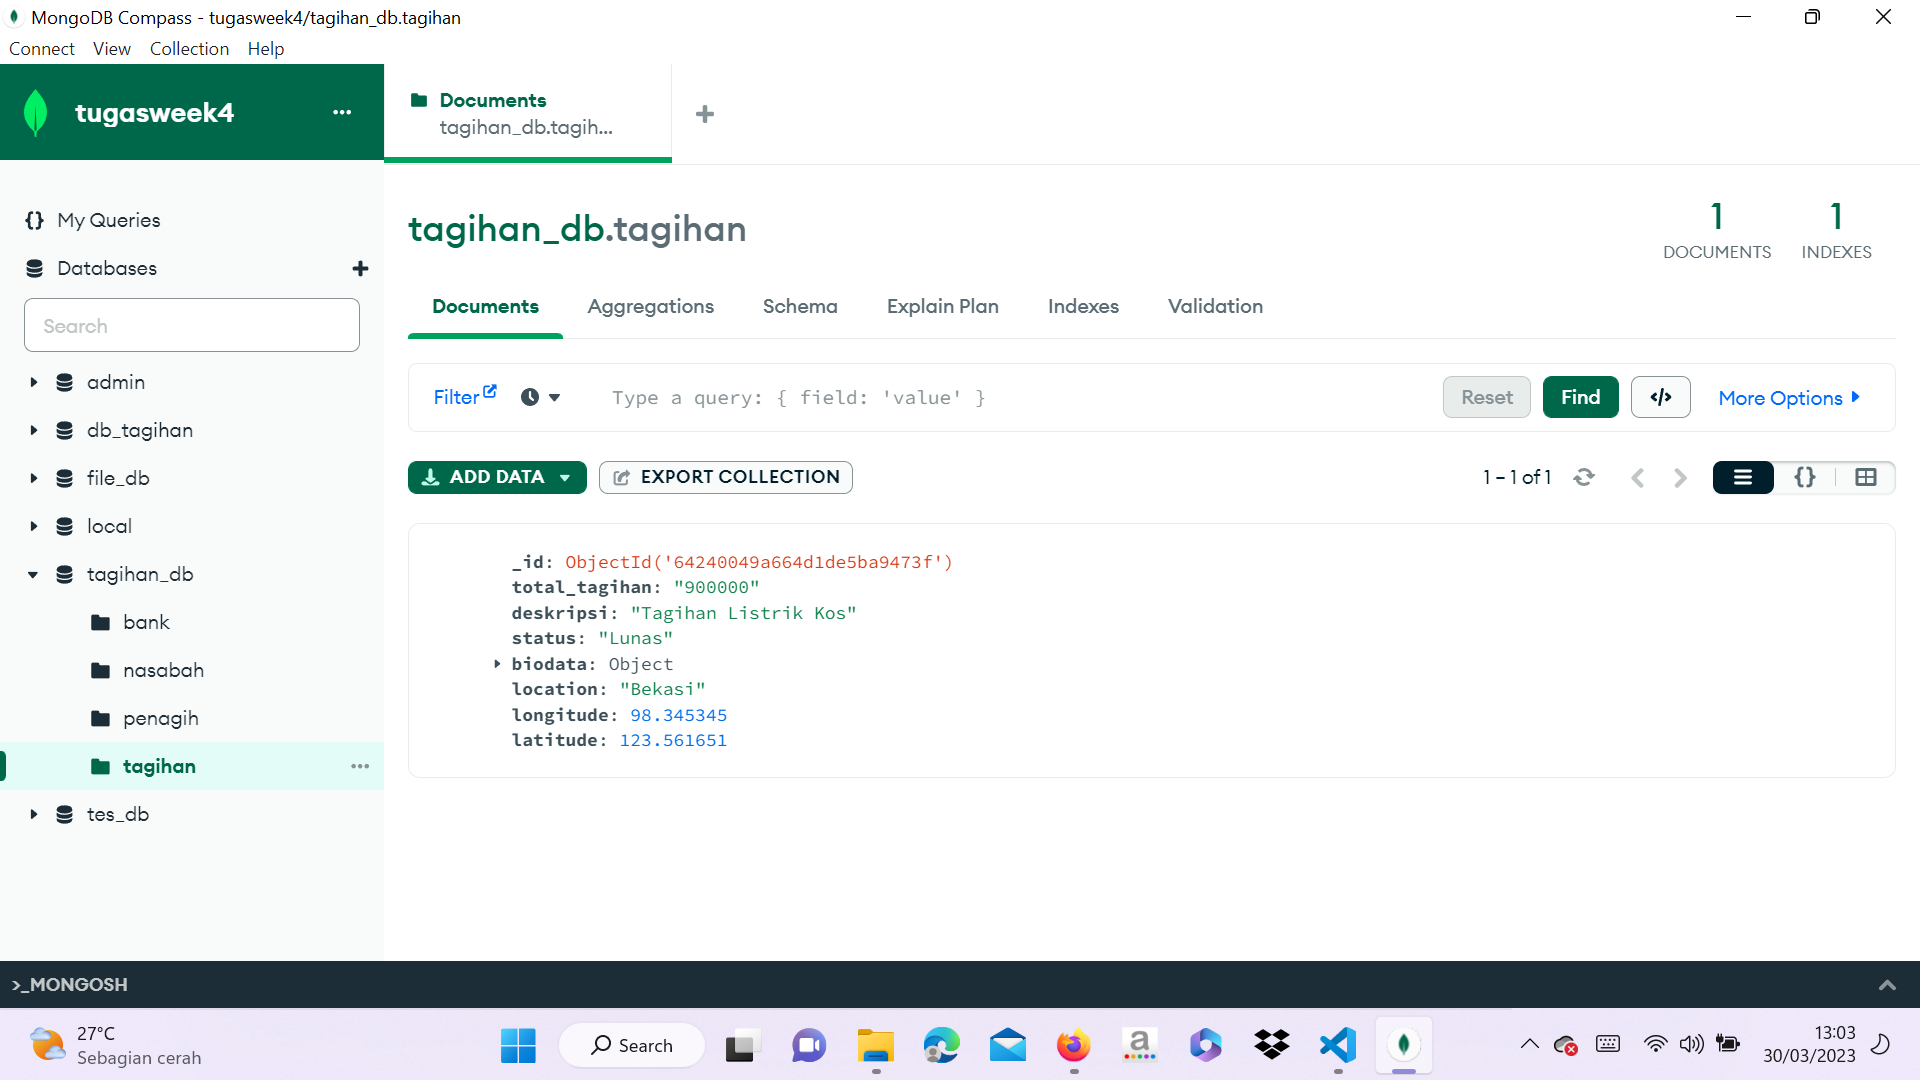 MongoDB Compass - tugasweek4/tagihan_db.tagihan
Connect View Collection Help
tugasweek4
Documents
tagihan_db.tagih...
My Queries
Databases
Search
admin
db_tagihan
file_db
local
tagihan_db
bank
nasabah
penagih
tagihan
tes_db
tagihan_db.tagihan
1
DOCUMENTS
1
INDEXES
Documents Aggregations Schema Explain Plan Indexes Validation
Filter Type a query: { field: 'value' } Reset Find </> More Options
ADD DATA EXPORT COLLECTION 1 – 1 of 1 {}
_id: ObjectId('64240049a664d1de5ba9473f')
total_tagihan: "900000"
deskripsi: "Tagihan Listrik Kos"
status: "Lunas"
biodata: Object
location: "Bekasi"
longitude: 98.345345
latitude: 123.561651
>_MONGOSH
27°C
Sebagian cerah
Search
a
13:03
30/03/2023